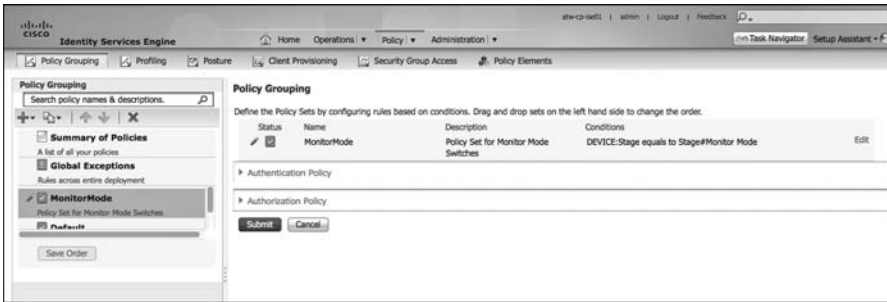 atw-cp-ise01 | admin | Logout | Feedback
CISCO Identity Services Engine
Home Operations Policy Administration
Task Navigator Setup Assistant
Policy Grouping Profiling Posture Client Provisioning Security Group Access Policy Elements
Policy Grouping
Search policy names & descriptions.
Summary of Policies
A list of all your policies
Global Exceptions
Rules across entire deployment
MonitorMode
Policy Set for Monitor Mode Switches
Default
Save Order
Policy Grouping
Define the Policy Sets by configuring rules based on conditions. Drag and drop sets on the left hand side to change the order.
Status Name Description Conditions
MonitorMode Policy Set for Monitor Mode DEVICE:Stage equals to Stage#Monitor Mode Edit
Switches
Authentication Policy
Authorization Policy
Submit Cancel